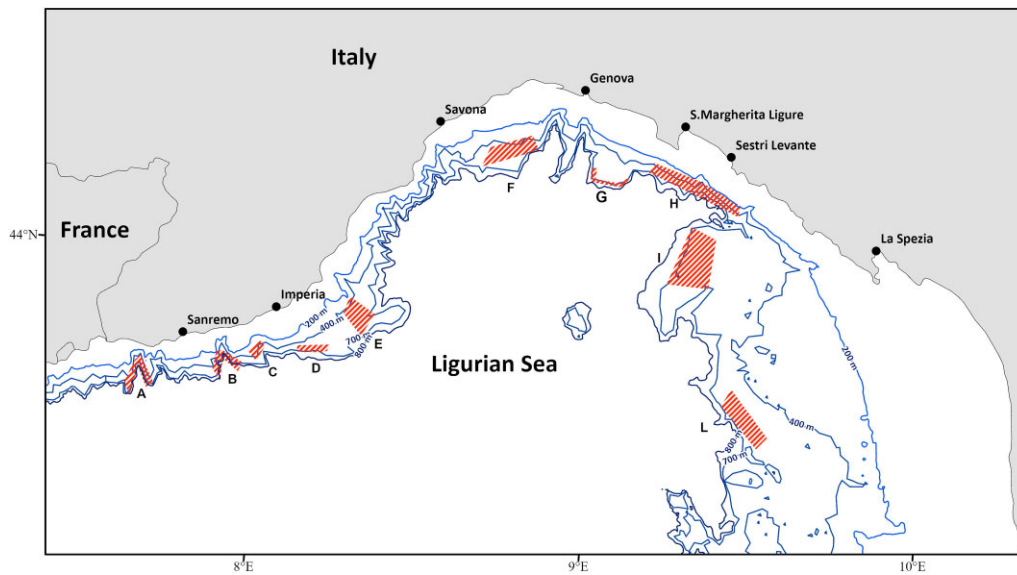 Italy
Genova
Savona
S.Margherita Ligure
Sestri Levante
F
G
H
France
44°N
La Spezia
I
Imperia
200 m
400 m
Sanremo
700 m
800 m
E
200 m
Ligurian Sea
A
B
C
D
L
400 m
800 m
700 m
8°E
9°E
10°E